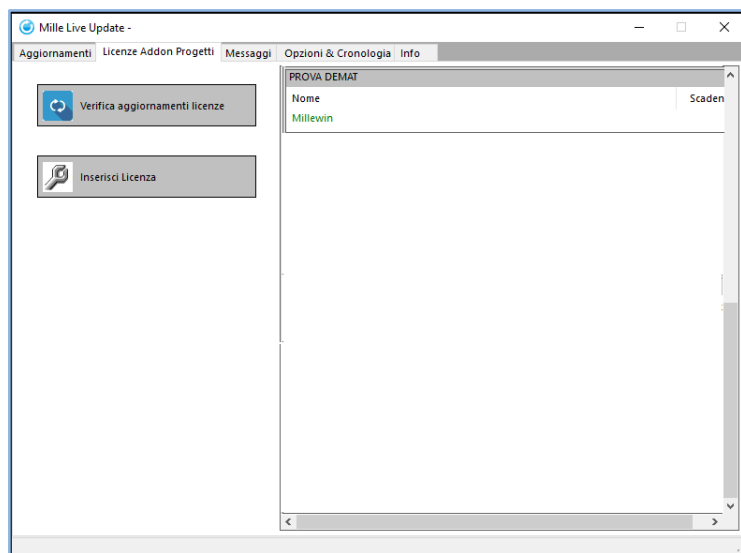 Mille Live Update -
Aggiornamenti Licenze Addon Progetti Messaggi Opzioni & Cronologia Info
Verifica aggiornamenti licenze
Inserisci Licenza
PROVA DEMAT
Nome Scaden
Millewin